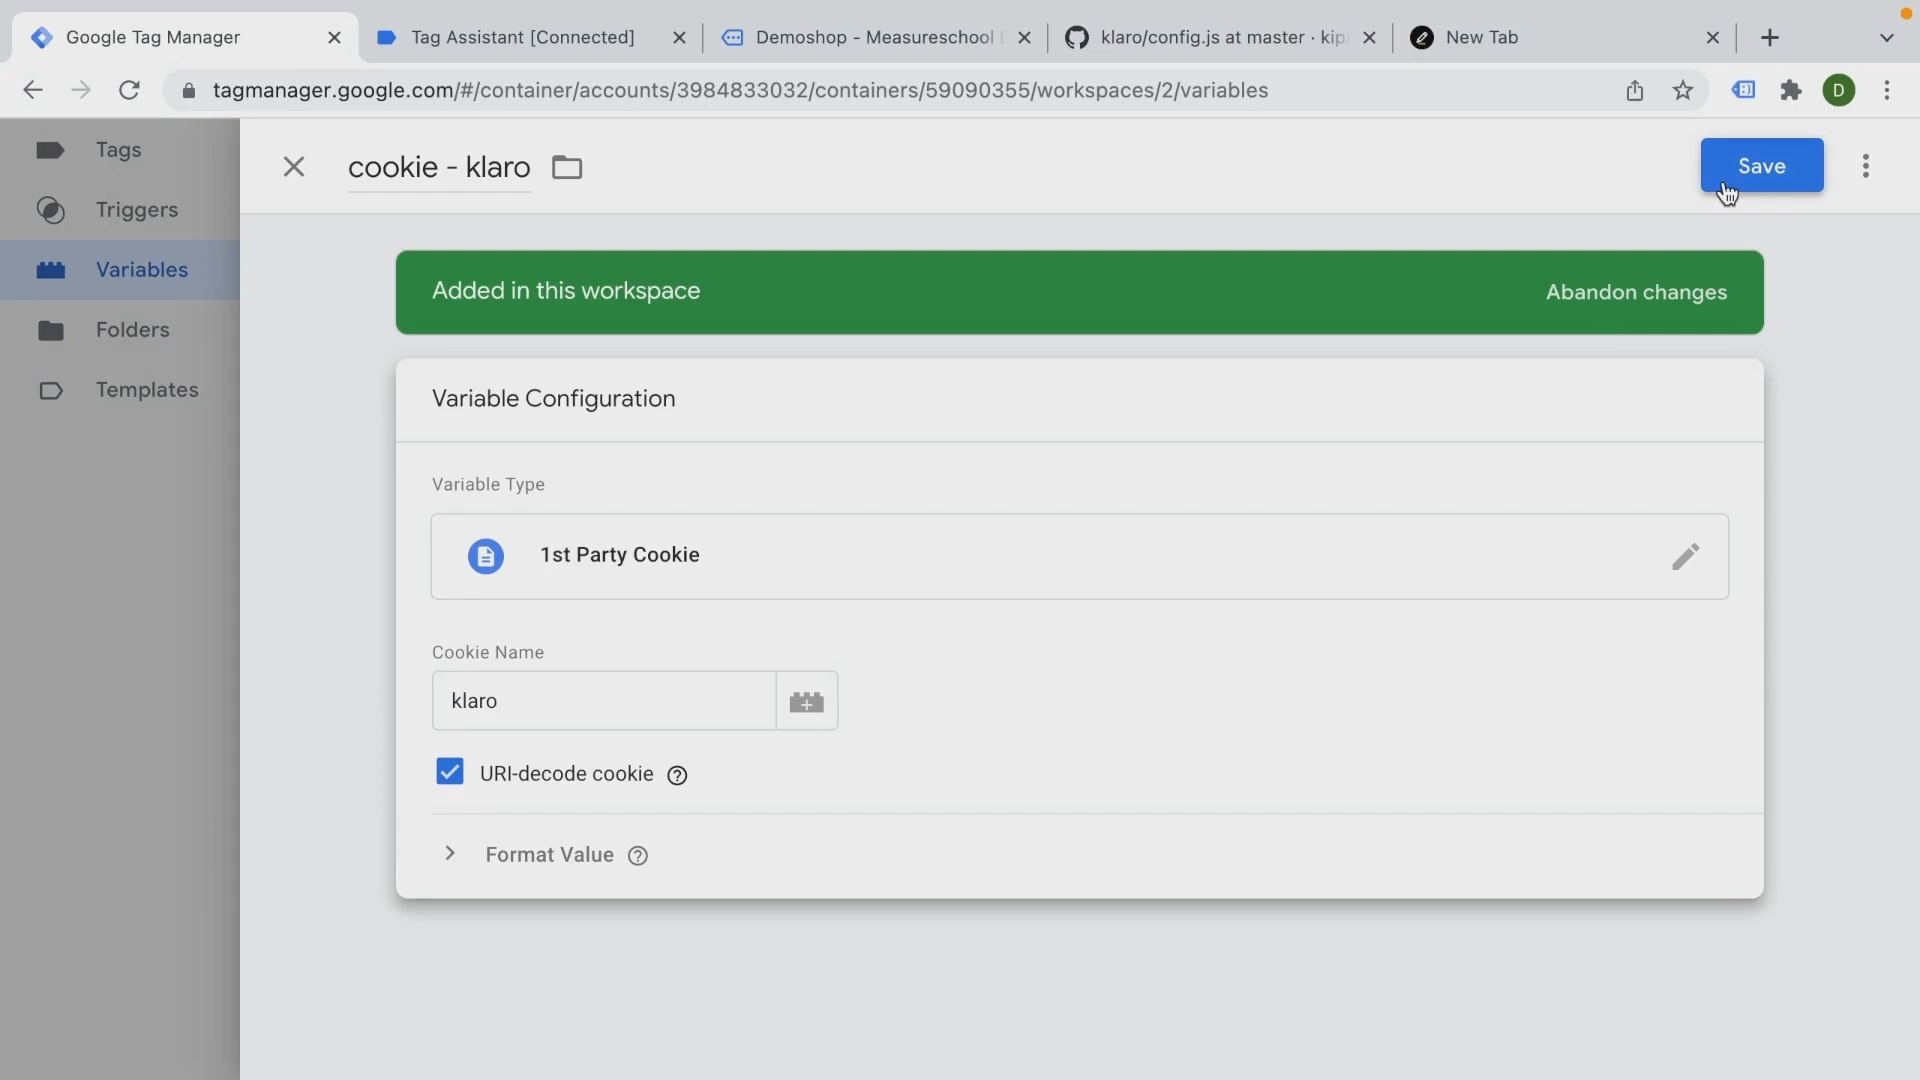 Google Tag Manager
Tag Assistant [Connected]
Demoshop - Measureschool
klaro/config.js at master · kip
New Tab
tagmanager.google.com/#/container/accounts/3984833032/containers/59090355/workspaces/2/variables
D
Tags
Triggers
Variables
Folders
Templates
cookie - klaro
Save
Added in this workspace
Abandon changes
Variable Configuration
Variable Type
1st Party Cookie
Cookie Name
klaro
URI-decode cookie
Format Value